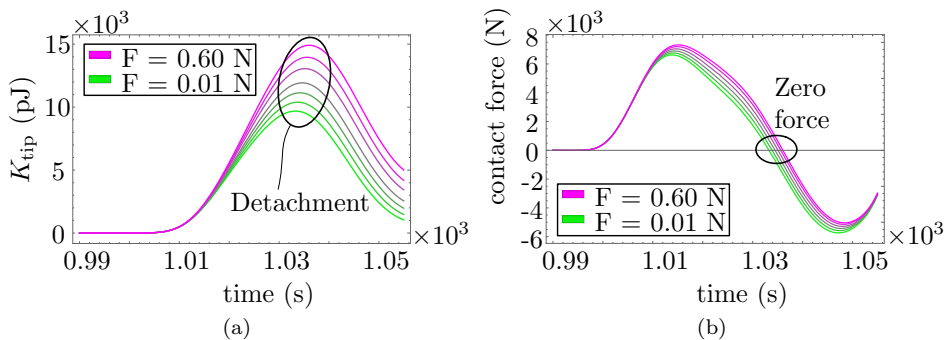 ×10³
15
10
5
0
K_tip (pJ)
F = 0.60 N
F = 0.01 N
Detachment
×10³
0.99
1.01
1.03
1.05
time (s)
(a)
×10³
8
6
4
2
0
-2
-4
-6
contact force (N)
Zero
force
F = 0.60 N
F = 0.01 N
×10³
0.99
1.01
1.03
1.05
time (s)
(b)